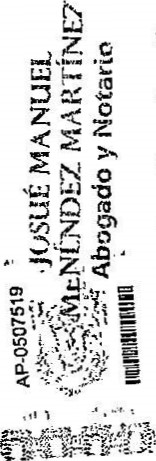 AP-0507519
JOSUÉ MANUEL
MENÉNDEZ MARTÍNEZ
Abogado y Notario